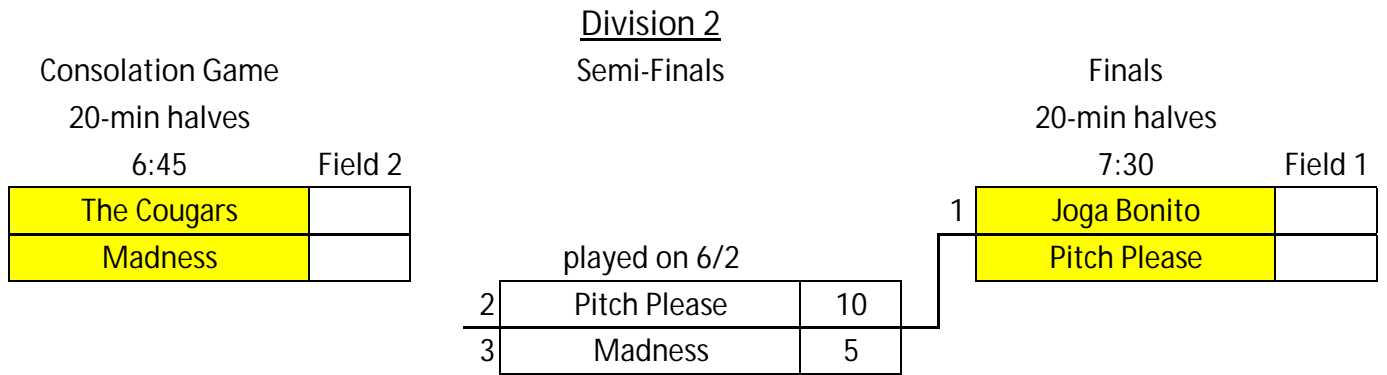 Division 2
Consolation Game Semi-Finals Finals
20-min halves 20-min halves
6:45 Field 2 7:30 Field 1
The Cougars 1 Joga Bonito
Madness played on 6/2 Pitch Please
2 Pitch Please 10
3 Madness 5